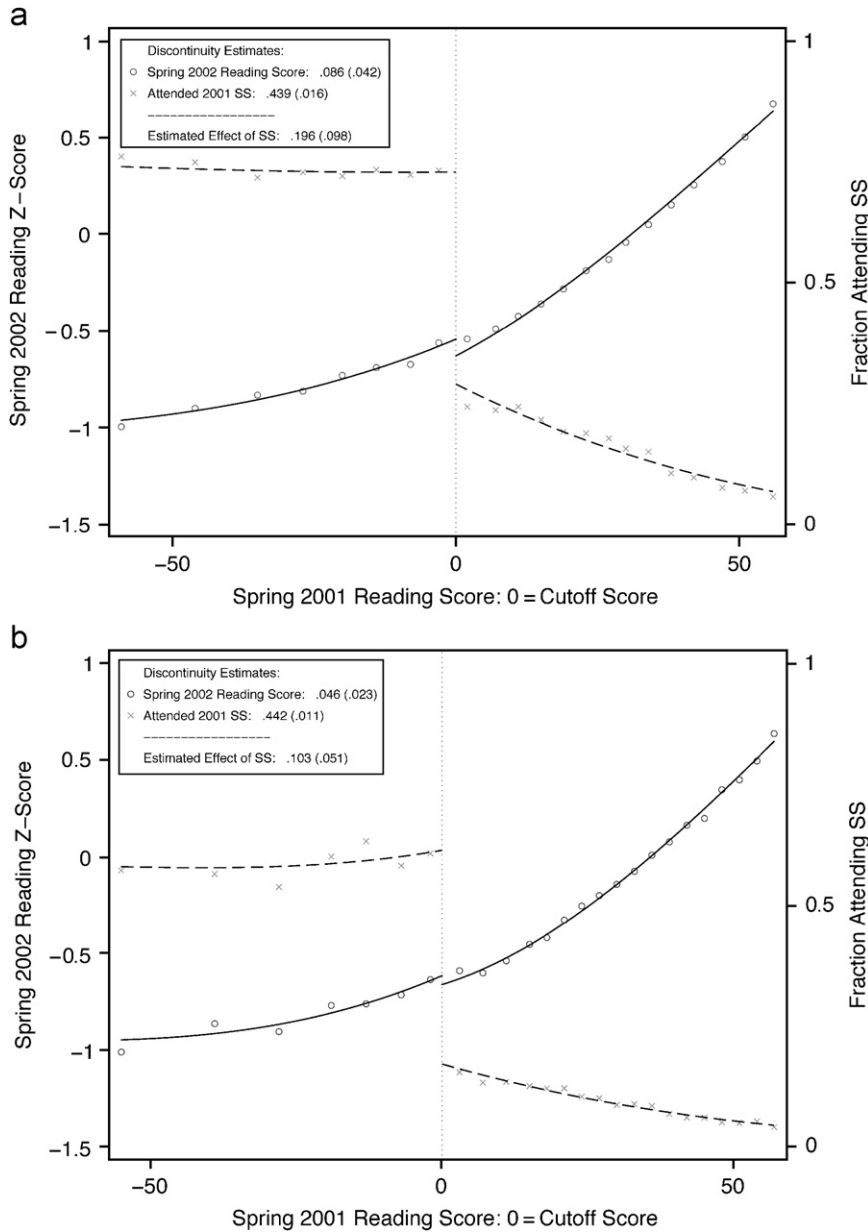 a
Discontinuity Estimates:
○ Spring 2002 Reading Score: .086 (.042)
× Attended 2001 SS: .439 (.016)
------------------
Estimated Effect of SS: .196 (.098)
1
0.5
0
−0.5
−1
−1.5
Spring 2002 Reading Z−Score
1
0.5
0
Fraction Attending SS
−50
0
50
Spring 2001 Reading Score: 0 = Cutoff Score
b
Discontinuity Estimates:
○ Spring 2002 Reading Score: .046 (.023)
× Attended 2001 SS: .442 (.011)
------------------
Estimated Effect of SS: .103 (.051)
1
0.5
0
−0.5
−1
−1.5
Spring 2002 Reading Z−Score
1
0.5
0
Fraction Attending SS
−50
0
50
Spring 2001 Reading Score: 0 = Cutoff Score